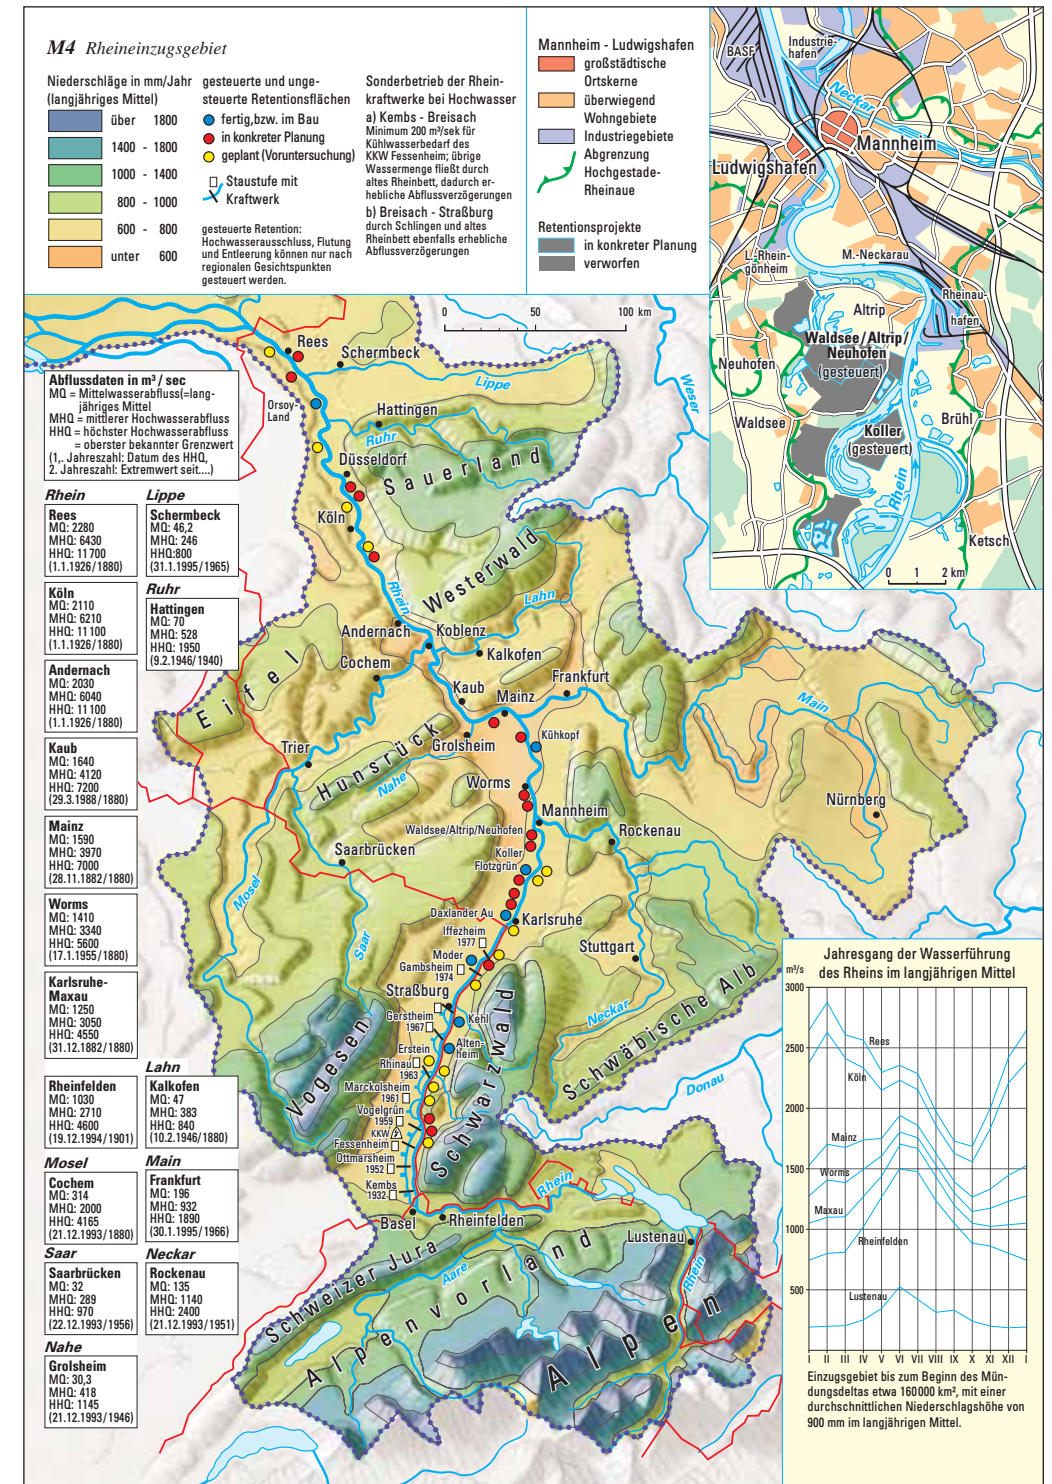 M4 Rheineinzugsgebiet
Niederschläge in mm/Jahr
(langjähriges Mittel)
über 1800
1400 - 1800
1000 - 1400
800 - 1000
600 - 800
unter 600
gesteuerte und unge-
steuerte Retentionsflächen
fertig,bzw. im Bau
in konkreter Planung
geplant (Voruntersuchung)
Staustufe mit
Kraftwerk
gesteuerte Retention:
Hochwasserausschluss, Flutung
und Entleerung können nur nach
regionalen Gesichtspunkten
gesteuert werden.
Sonderbetrieb der Rhein-
kraftwerke bei Hochwasser
a) Kembs - Breisach
Minimum 200 m³/sek für
Kühlwasserbedarf des
KKW Fessenheim; übrige
Wassermenge fließt durch
altes Rheinbett, dadurch er-
hebliche Abflussverzögerungen
b) Breisach - Straßburg
durch Schlingen und altes
Rheinbett ebenfalls erhebliche
Abflussverzögerungen
Mannheim - Ludwigshafen
großstädtische
Ortskerne
überwiegend
Wohngebiete
Industriegebiete
Abgrenzung
Hochgestade-
Rheinaue
Retentionsprojekte
in konkreter Planung
verworfen
BASF
Industrie-
hafen
Neckar
Mannheim
Ludwigshafen
L.-Rhein-
gönheim
M.-Neckarau
Rheinau-
hafen
Altrip
Waldsee/Altrip/
Neuhofen
(gesteuert)
Neuhofen
Waldsee
Koller
(gesteuert)
Brühl
Rhein
Ketsch
0 1 2 km
0 50 100 km
Abflussdaten in m³/ sec
MQ = Mittelwasserabfluss(=lang-
jähriges Mittel
MHQ = mittlerer Hochwasserabfluss
HHQ = höchster Hochwasserabfluss
= oberster bekannter Grenzwert
(1,. Jahreszahl: Datum des HHQ,
2. Jahreszahl: Extremwert seit....)
Rhein
Rees
MQ: 2280
MHQ: 6430
HHQ: 11 700
(1.1.1926/1880)
Köln
MQ: 2110
MHQ: 6210
HHQ: 11 100
(1.1.1926/1880)
Andernach
MQ: 2030
MHQ: 6040
HHQ: 11 100
(1.1.1926/1880)
Kaub
MQ: 1640
MHQ: 4120
HHQ: 7200
(29.3.1988/1880)
Mainz
MQ: 1590
MHQ: 3970
HHQ: 7000
(28.11.1882/1880)
Worms
MQ: 1410
MHQ: 3340
HHQ: 5600
(17.1.1955/1880)
Karlsruhe-
Maxau
MQ: 1250
MHQ: 3050
HHQ: 4550
(31.12.1882/1880)
Rheinfelden
MQ: 1030
MHQ: 2710
HHQ: 4600
(19.12.1994/1901)
Mosel
Cochem
MQ: 314
MHQ: 2000
HHQ: 4165
(21.12.1993/1880)
Saar
Saarbrücken
MQ: 32
MHQ: 289
HHQ: 970
(22.12.1993/1956)
Nahe
Grolsheim
MQ: 30,3
MHQ: 418
HHQ: 1145
(21.12.1993/1946)
Lippe
Schermbeck
MQ: 46,2
MHQ: 246
HHQ:800
(31.1.1995/1965)
Ruhr
Hattingen
MQ: 70
MHQ: 528
HHQ: 1950
(9.2.1946/1940)
Lahn
Kalkofen
MQ: 47
MHQ: 383
HHQ: 840
(10.2.1946/1880)
Main
Frankfurt
MQ: 196
MHQ: 932
HHQ: 1890
(30.1.1995/1966)
Neckar
Rockenau
MQ: 135
MHQ: 1140
HHQ: 2400
(21.12.1993/1951)
Rees
Schermbeck
Lippe
Weser
Orsoy-
Land
Hattingen
Ruhr
Düsseldorf
Sauerland
Köln
Westerwald
Rhein
Lahn
Andernach
Koblenz
Kalkofen
Eifel
Cochem
Kaub
Mainz
Frankfurt
Main
Trier
Hunsrück
Grolsheim
Kühkopf
Nahe
Worms
Nürnberg
Mannheim
Waldsee/Altrip/Neuhofen
Rockenau
Saarbrücken
Koller
Flotzgrün
Mosel
Daxlander Au
Karlsruhe
Saar
Iffezheim
1977
Stuttgart
Moder
Gambsheim
1974
Straßburg
Gerstheim
1967
Kehl
Neckar
Schwäbische Alb
Vogesen
Erstein
Alten-
heim
Rhinau
1963
Schwarzwald
Marckolsheim
1961
Donau
Vogelgrün
1959
KKW
Fessenheim
Ottmarsheim
1952
Kembs
1932
Rhein
Basel
Rheinfelden
Lustenau
Schweizer Jura
Aare
Alpenvorland
Rhein
Alpen
Jahresgang der Wasserführung
des Rheins im langjährigen Mittel
m³/s
3000
2500
2000
1500
1000
500
Rees
Köln
Mainz
Worms
Maxau
Rheinfelden
Lustenau
I II III IV V VI VII VIII IX X XI XII I
Einzugsgebiet bis zum Beginn des Mün-
dungsdeltas etwa 160000 km², mit einer
durchschnittlichen Niederschlagshöhe von
900 mm im langjährigen Mittel.